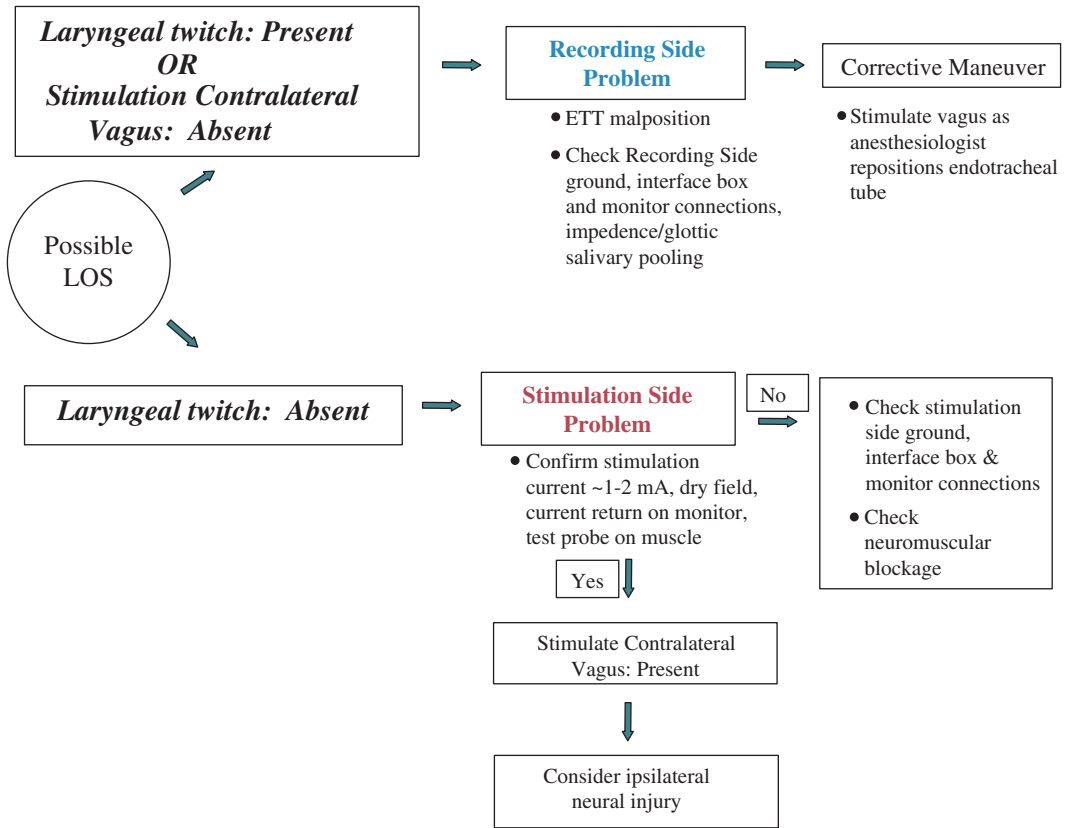 Laryngeal twitch: Present
OR
Stimulation Contralateral
Vagus: Absent
Recording Side
Problem
• ETT malposition
• Check Recording Side
ground, interface box
and monitor connections,
impedence/glottic
salivary pooling
Corrective Maneuver
• Stimulate vagus as
anesthesiologist
repositions endotracheal
tube
Possible
LOS
Laryngeal twitch: Absent
Stimulation Side
Problem
• Confirm stimulation
current ~1-2 mA, dry field,
current return on monitor,
test probe on muscle
No
• Check stimulation
side ground,
interface box &
monitor connections
• Check
neuromuscular
blockage
Yes
Stimulate Contralateral
Vagus: Present
Consider ipsilateral
neural injury